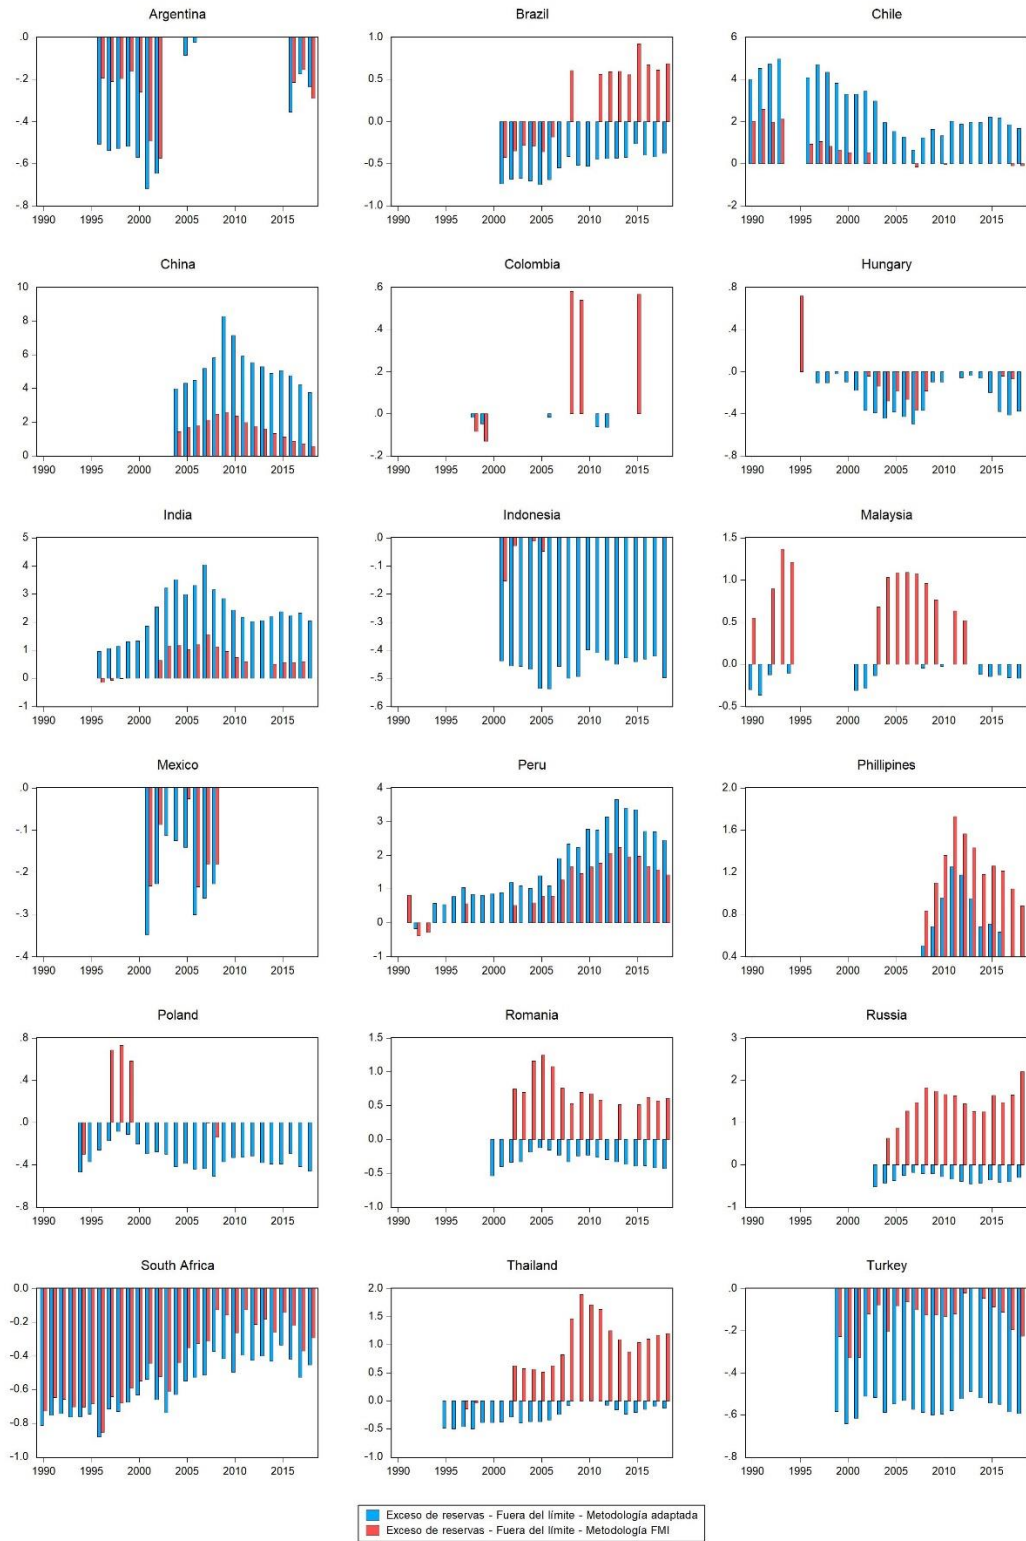 Argentina
.0
-.2
-.4
-.6
-.8
1990 1995 2000 2005 2010 2015
Brazil
1.0
0.5
0.0
-0.5
-1.0
1990 1995 2000 2005 2010 2015
Chile
6
4
2
0
-2
1990 1995 2000 2005 2010 2015
China
10
8
6
4
2
0
1990 1995 2000 2005 2010 2015
Colombia
.6
.4
.2
.0
-.2
1990 1995 2000 2005 2010 2015
Hungary
.8
.4
.0
-.4
-.8
1990 1995 2000 2005 2010 2015
India
5
4
3
2
1
0
-1
1990 1995 2000 2005 2010 2015
Indonesia
.0
-.1
-.2
-.3
-.4
-.5
-.6
1990 1995 2000 2005 2010 2015
Malaysia
1.5
1.0
0.5
0.0
-0.5
1990 1995 2000 2005 2010 2015
Mexico
.0
-.1
-.2
-.3
-.4
1990 1995 2000 2005 2010 2015
Peru
4
3
2
1
0
-1
1990 1995 2000 2005 2010 2015
Phillipines
2.0
1.6
1.2
0.8
0.4
1990 1995 2000 2005 2010 2015
Poland
.8
.4
.0
-.4
-.8
1990 1995 2000 2005 2010 2015
Romania
1.5
1.0
0.5
0.0
-0.5
-1.0
1990 1995 2000 2005 2010 2015
Russia
3
2
1
0
-1
1990 1995 2000 2005 2010 2015
South Africa
0.0
-0.2
-0.4
-0.6
-0.8
-1.0
1990 1995 2000 2005 2010 2015
Thailand
2.0
1.5
1.0
0.5
0.0
-0.5
-1.0
1990 1995 2000 2005 2010 2015
Turkey
.0
-.2
-.4
-.6
-.8
1990 1995 2000 2005 2010 2015
Exceso de reservas - Fuera del límite - Metodología adaptada
Exceso de reservas - Fuera del límite - Metodología FMI